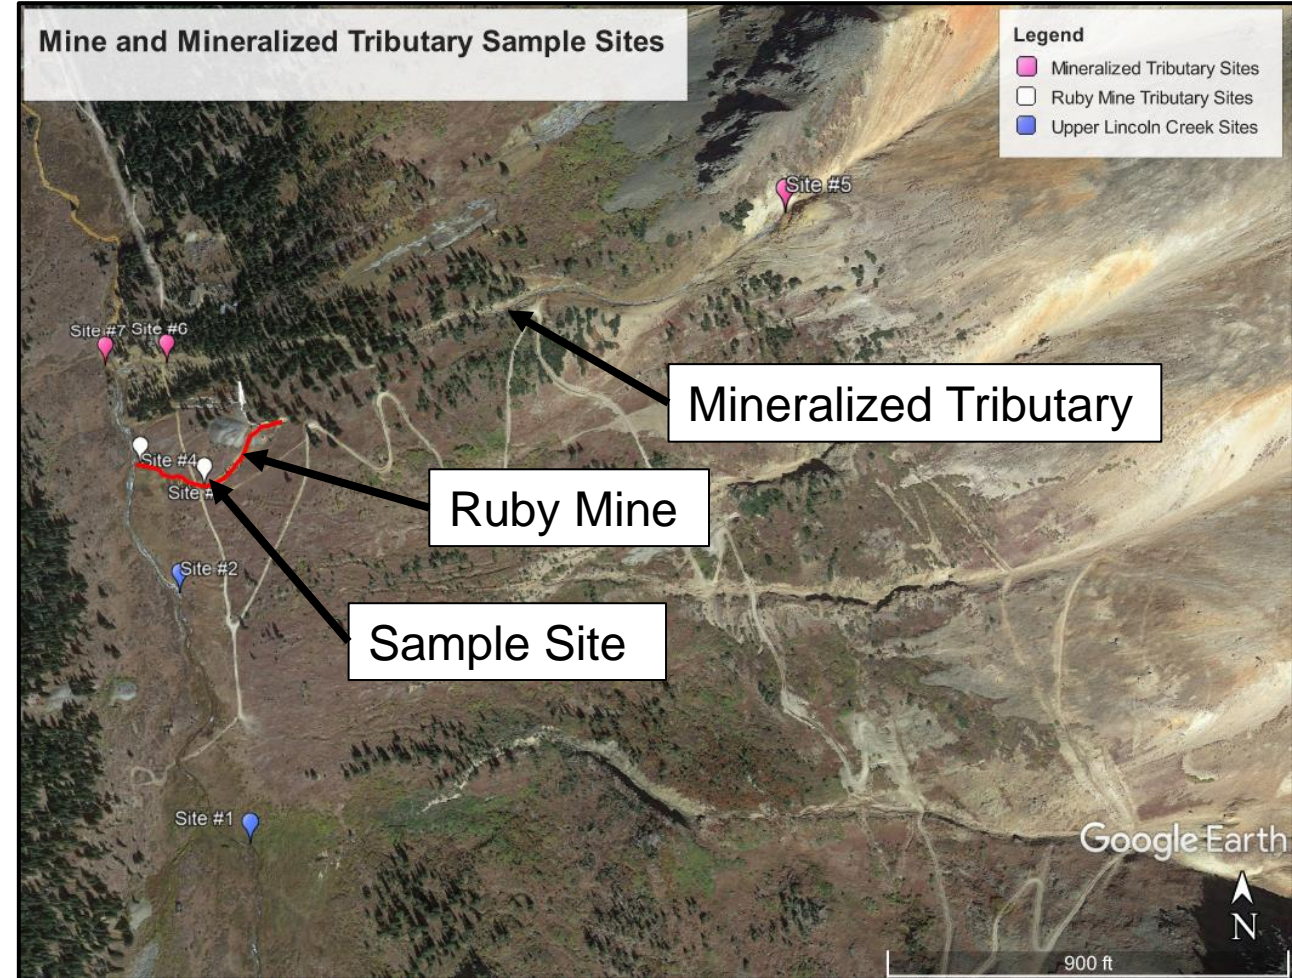 Mine and Mineralized Tributary Sample Sites
Legend
Mineralized Tributary Sites
Ruby Mine Tributary Sites
Upper Lincoln Creek Sites
Site #5
Site #7
Site #6
Mineralized Tributary
Site #4
Site #
Ruby Mine
Site #2
Sample Site
Site #1
Google Earth
N
900 ft